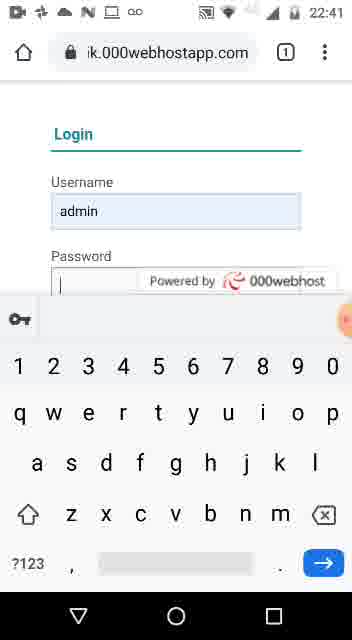 22:41
ik.000webhostapp.com
1
Login
Username
admin
Password
Powered by 000webhost
1 2 3 4 5 6 7 8 9 0
q w e r t y u i o p
a s d f g h j k l
z x c v b n m
?123 , .